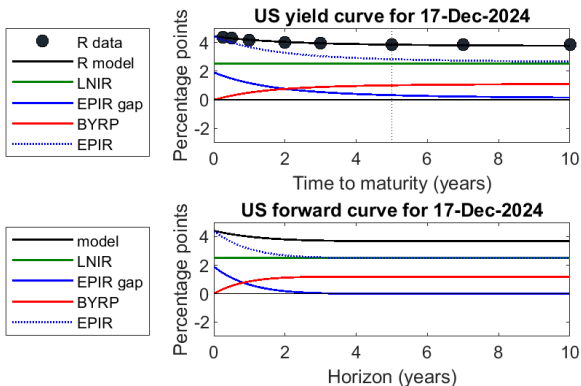 US yield curve for 17-Dec-2024
R data
R model
LNIR
EPIR gap
BYRP
EPIR
Percentage points
4
2
0
-2
0 2 4 6 8 10
Time to maturity (years)
US forward curve for 17-Dec-2024
model
LNIR
EPIR gap
BYRP
EPIR
Percentage points
4
2
0
-2
0 2 4 6 8 10
Horizon (years)